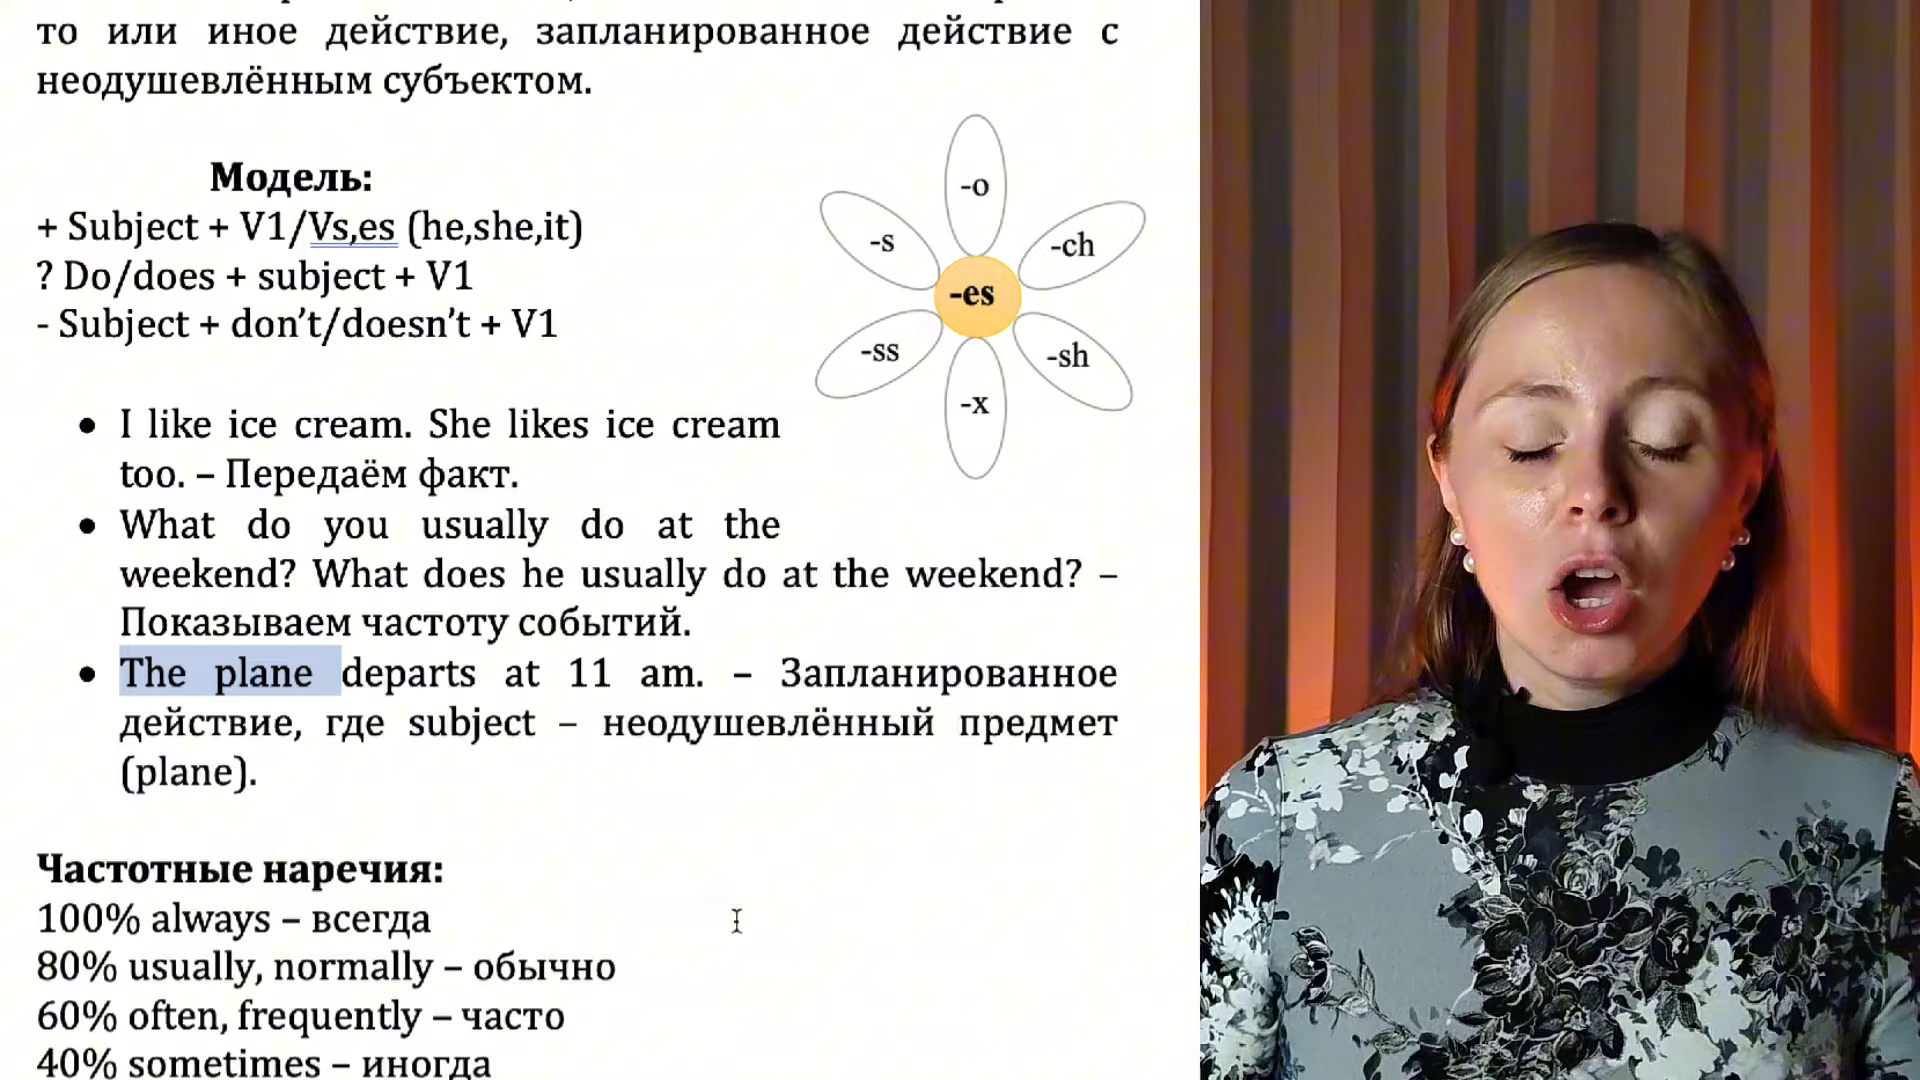 то или иное действие, запланированное действие с
неодушевлённым субъектом.
Модель:
+ Subject + V1/Vs,es (he,she,it)
? Do/does + subject + V1
- Subject + don’t/doesn’t + V1
-o
-s
-ch
-es
-ss
-sh
-x
• I like ice cream. She likes ice cream
too. – Передаём факт.
• What do you usually do at the
weekend? What does he usually do at the weekend? –
Показываем частоту событий.
• The plane departs at 11 am. – Запланированное
действие, где subject – неодушевлённый предмет
(plane).
Частотные наречия:
100% always – всегда
80% usually, normally – обычно
60% often, frequently – часто
40% sometimes – иногда